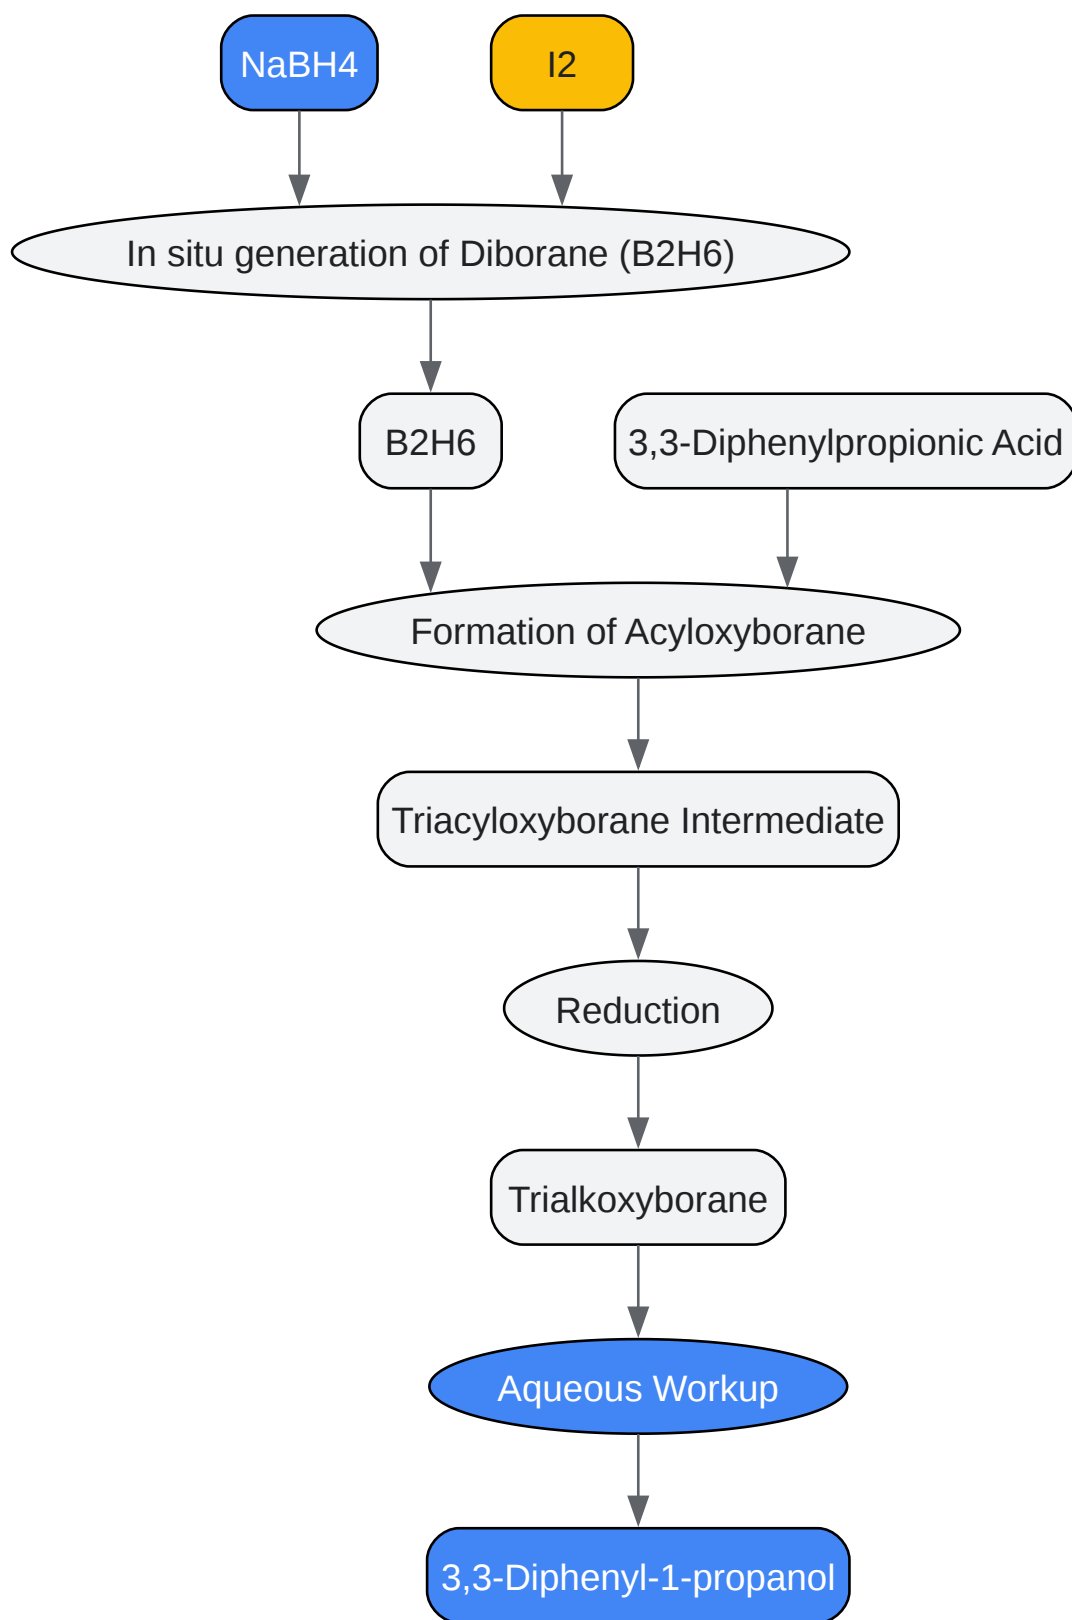 NaBH4
I2
In situ generation of Diborane (B2H6)
B2H6
3,3-Diphenylpropionic Acid
Formation of Acyloxyborane
Triacyloxyborane Intermediate
Reduction
Trialkoxyborane
Aqueous Workup
3,3-Diphenyl-1-propanol